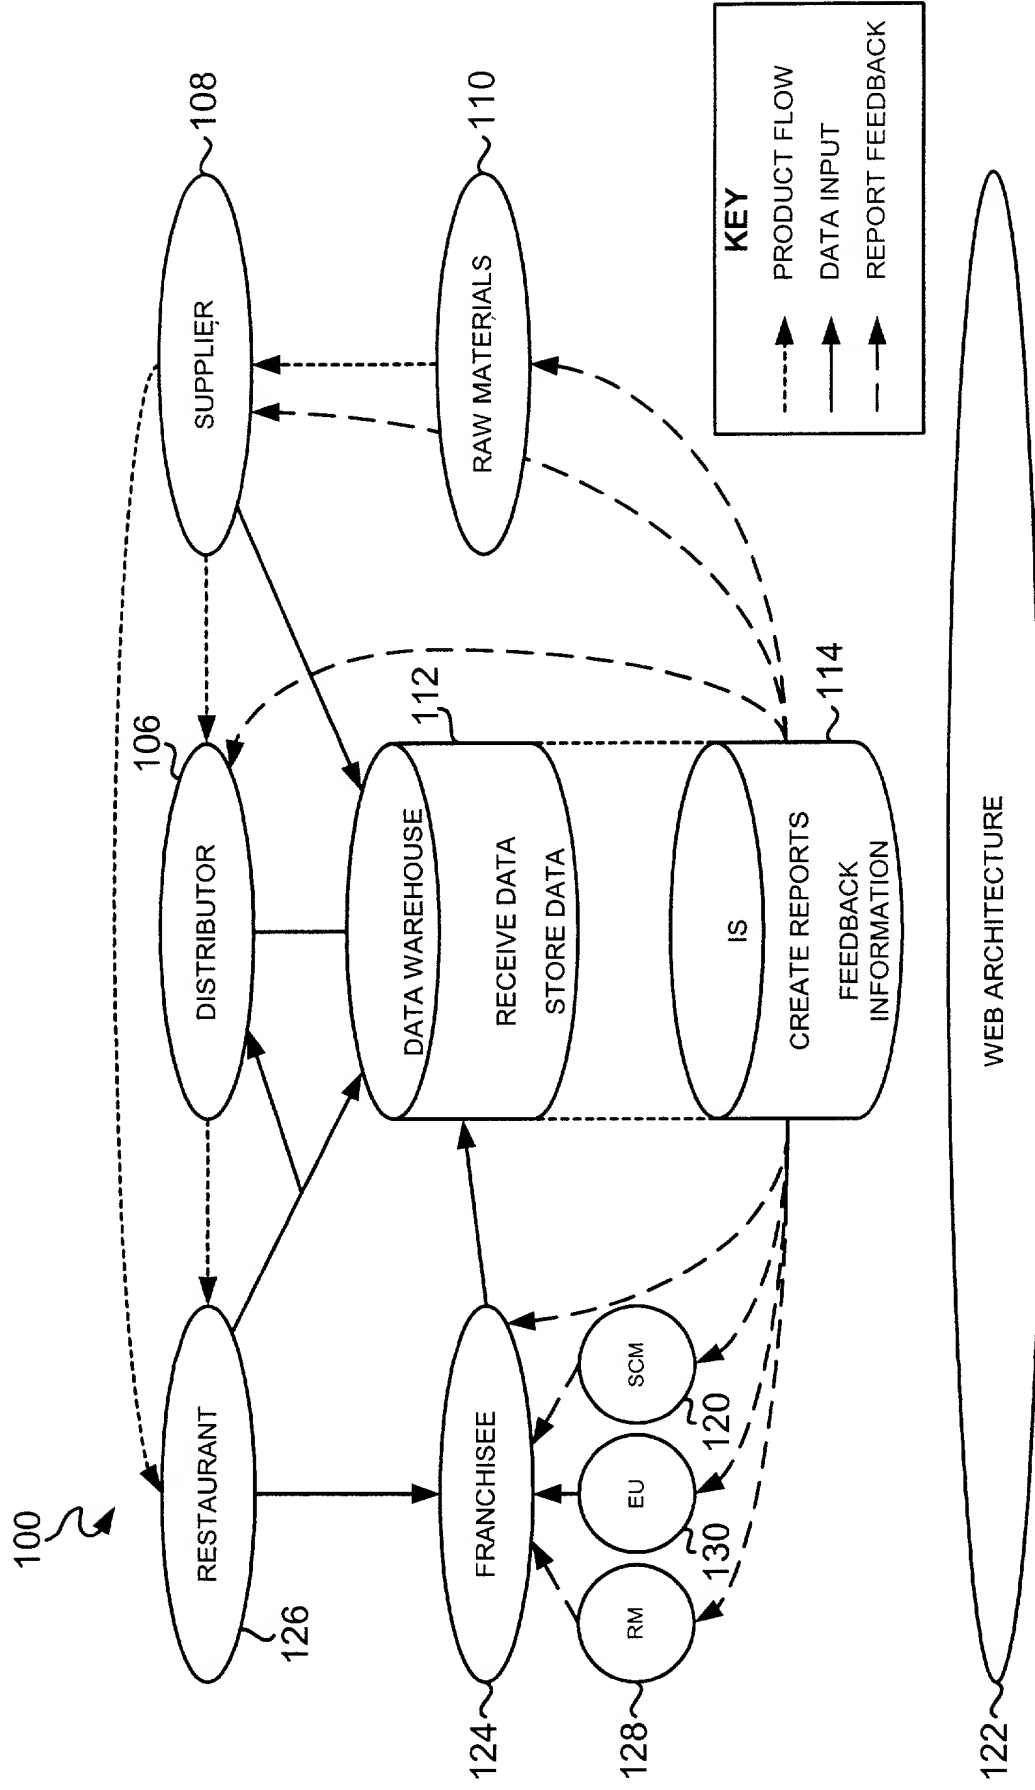 100
126
RESTAURANT
DISTRIBUTOR
106
SUPPLIER
108
124
FRANCHISEE
DATA WAREHOUSE
RECEIVE DATA
STORE DATA
112
RAW MATERIALS
110
128
RM
130
EU
120
SCM
IS
CREATE REPORTS
FEEDBACK
INFORMATION
114
KEY
PRODUCT FLOW
DATA INPUT
REPORT FEEDBACK
122
WEB ARCHITECTURE